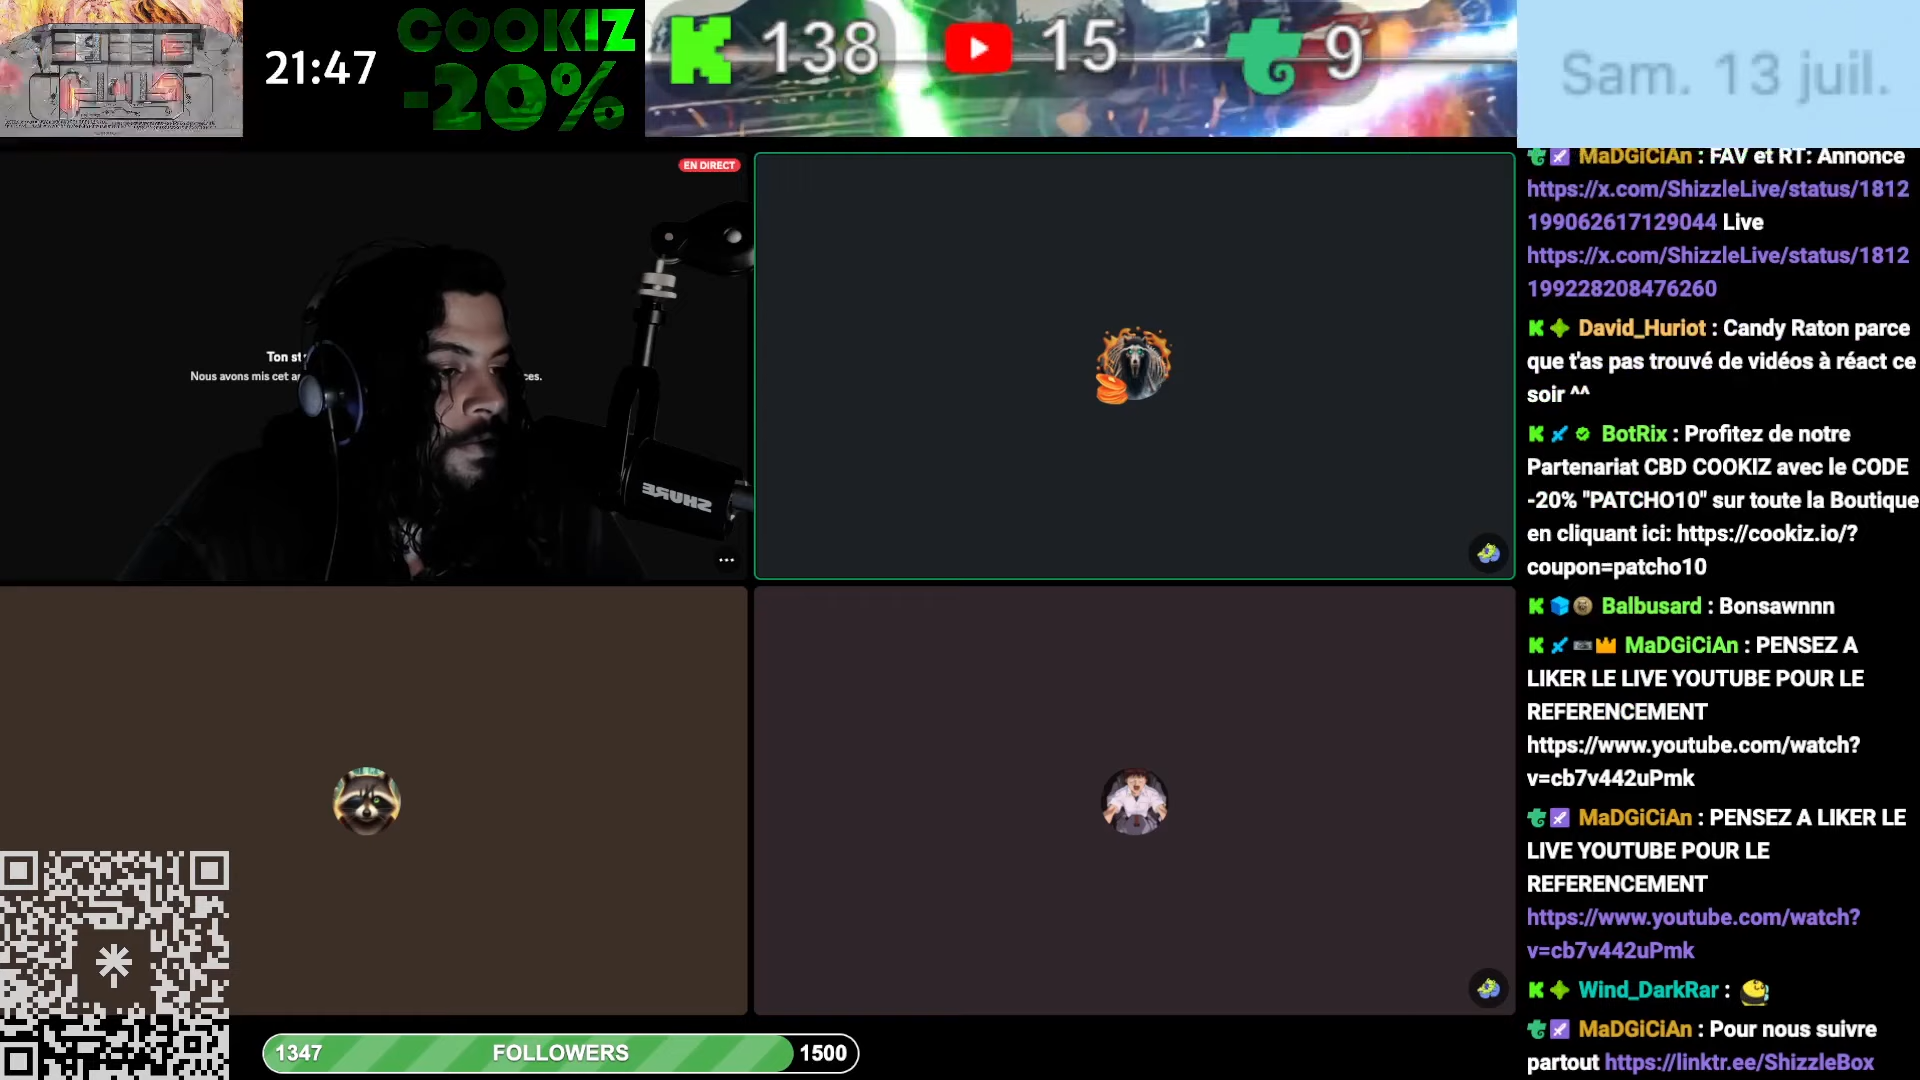 21:47
COOKIZ
-20%
138
15
9
Sam. 13 juil.
EN DIRECT
Ton st
Nous avons mis cet a
ces.
SHURE
MaDGiCiAn : FAV et RT: Annonce
https://x.com/ShizzleLive/status/1812
199062617129044 Live
https://x.com/ShizzleLive/status/1812
199228208476260
David_Huriot : Candy Raton parce
que t'as pas trouvé de vidéos à réact ce
soir ^^
BotRix : Profitez de notre
Partenariat CBD COOKIZ avec le CODE
-20% "PATCHO10" sur toute la Boutique
en cliquant ici: https://cookiz.io/?
coupon=patcho10
Balbusard : Bonsawnnn
MaDGiCiAn : PENSEZ A
LIKER LE LIVE YOUTUBE POUR LE
REFERENCEMENT
https://www.youtube.com/watch?
v=cb7v442uPmk
MaDGiCiAn : PENSEZ A LIKER LE
LIVE YOUTUBE POUR LE
REFERENCEMENT
https://www.youtube.com/watch?
v=cb7v442uPmk
Wind_DarkRar :
MaDGiCiAn : Pour nous suivre
partout https://linktr.ee/ShizzleBox
1347 FOLLOWERS 1500